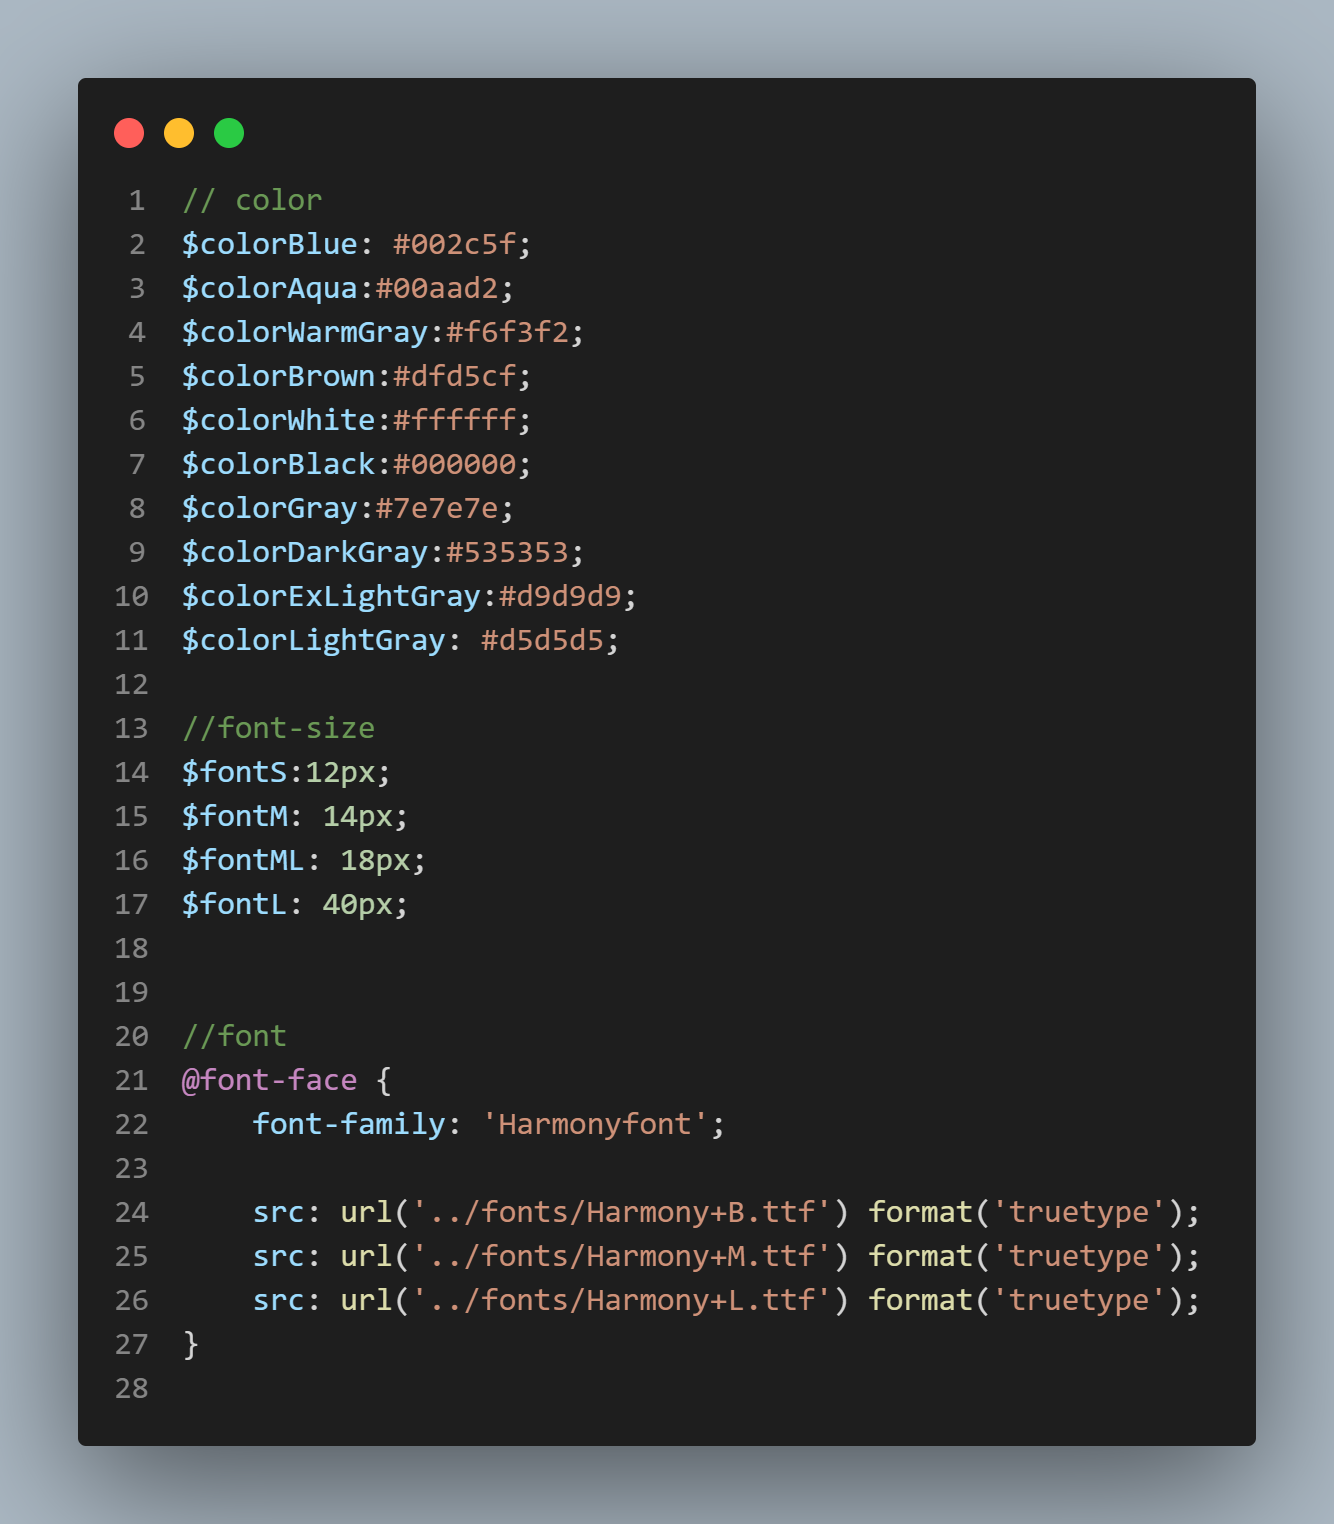 1 // color
2 $colorBlue: #002c5f;
3 $colorAqua:#00aad2;
4 $colorWarmGray:#f6f3f2;
5 $colorBrown:#dfd5cf;
6 $colorWhite:#ffffff;
7 $colorBlack:#000000;
8 $colorGray:#7e7e7e;
9 $colorDarkGray:#535353;
10 $colorExLightGray:#d9d9d9;
11 $colorLightGray: #d5d5d5;
12
13 //font-size
14 $fontS:12px;
15 $fontM: 14px;
16 $fontML: 18px;
17 $fontL: 40px;
18
19
20 //font
21 @font-face {
22     font-family: 'Harmonyfont';
23
24     src: url('../fonts/Harmony+B.ttf') format('truetype');
25     src: url('../fonts/Harmony+M.ttf') format('truetype');
26     src: url('../fonts/Harmony+L.ttf') format('truetype');
27 }
28